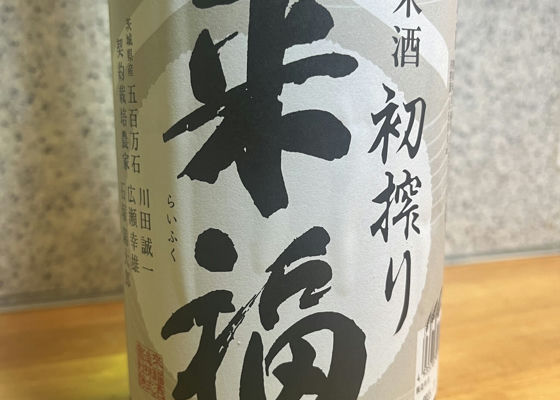 米酒
初搾り
来福
らいふく
川田誠一
五百万石 広瀬幸雄
茨城県産
契約栽培農家